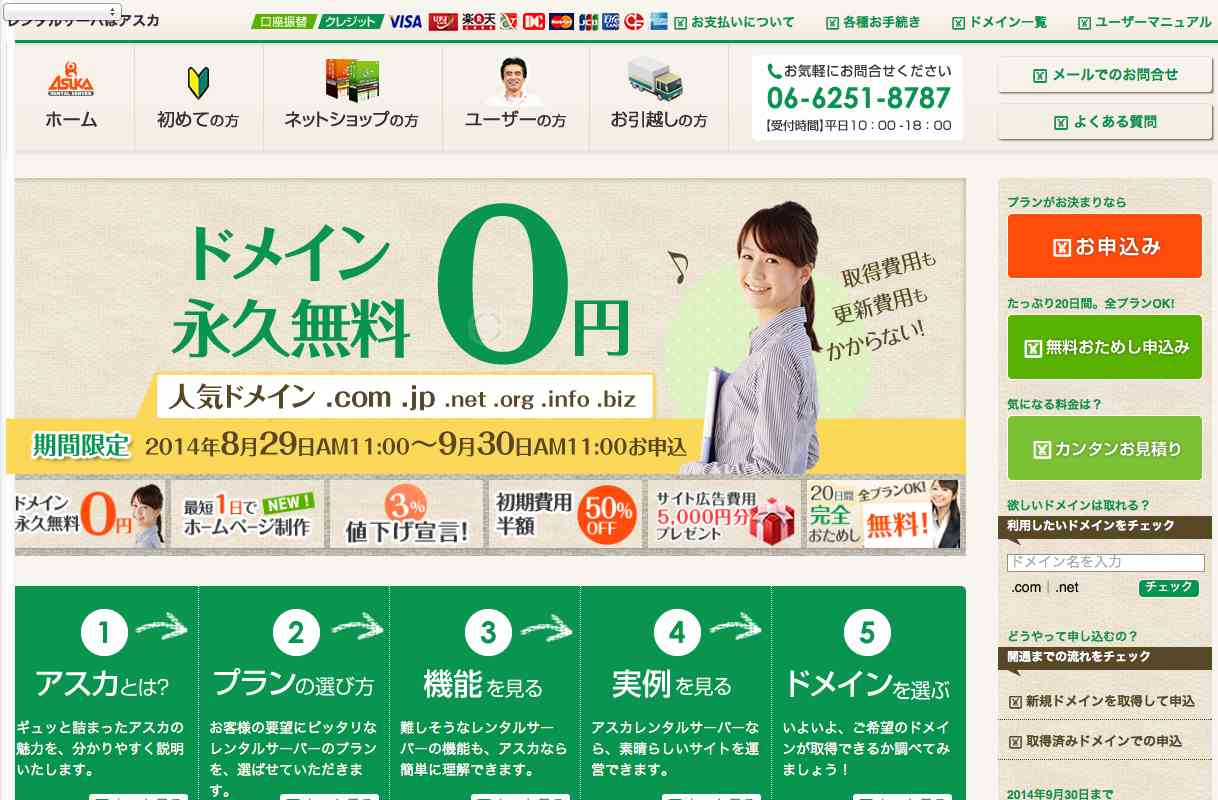 レンタルサーバはアスカ
口座振替 クレジット VISA お支払いについて 各種お手続き ドメイン一覧 ユーザーマニュアル
ASUKA
RENTAL SERVER
ホーム 初めての方 ネットショップの方 ユーザーの方 お引越しの方
お気軽にお問合せください
06-6251-8787
【受付時間】平日10：00 -18：00
メールでのお問合せ
よくある質問
ドメイン
永久無料
0円
取得費用も
更新費用も
かからない!
人気ドメイン .com .jp .net .org .info .biz
期間限定 2014年8月29日AM11:00〜9月30日AM11:00お申込
ドメイン
永久無料 0円
最短1日で NEW！
ホームページ制作
3%
値下げ宣言!
初期費用
半額
50%
OFF
サイト広告費用
5,000円分
プレゼント
20日間 全プランOK!
完全
おためし
無料!
1
アスカとは?
ギュッと詰まったアスカの
魅力を、分かりやすく説明
いたします。
2
プランの選び方
お客様の要望にピッタリな
レンタルサーバーのプラン
を、選ばせていただきま
す。
3
機能を見る
難しそうなレンタルサー
バーの機能も、アスカなら
簡単に理解できます。
4
実例を見る
アスカレンタルサーバーな
ら、素晴らしいサイトを運
営できます。
5
ドメインを選ぶ
いよいよ、ご希望のドメイ
ンが取得できるか調べてみ
ましょう！
プランがお決まりなら
お申込み
たっぷり20日間。全プランOK!
無料おためし申込み
気になる料金は？
カンタンお見積り
欲しいドメインは取れる？
利用したいドメインをチェック
ドメイン名を入力
.com | .net チェック
どうやって申し込むの？
開通までの流れをチェック
新規ドメインを取得して申込
取得済みドメインでの申込
2014年9月30日まで